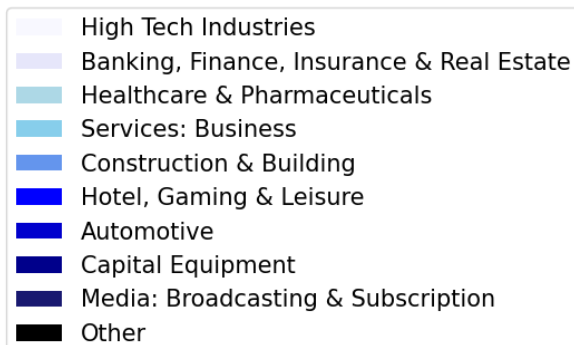 High Tech Industries
Banking, Finance, Insurance & Real Estate
Healthcare & Pharmaceuticals
Services: Business
Construction & Building
Hotel, Gaming & Leisure
Automotive
Capital Equipment
Media: Broadcasting & Subscription
Other